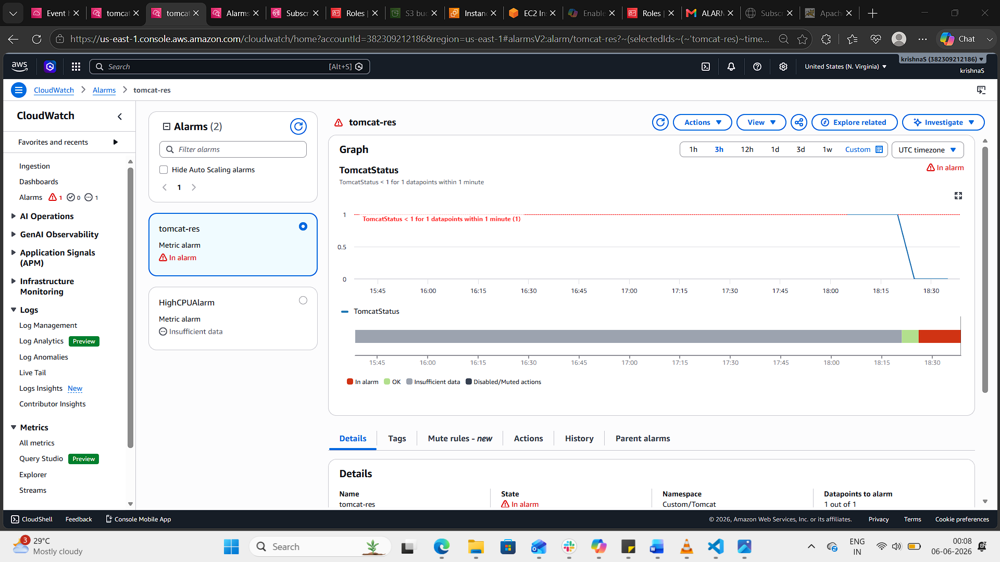 Event h
tomcat
tomcat
Alarms
Subscri
Roles |
S3 buc
Instanc
EC2 In
Enable
Roles |
ALARM
Subscr
Apach
https://us-east-1.console.aws.amazon.com/cloudwatch/home?accountId=382309212186&region=us-east-1#alarmsV2:alarm/tomcat-res?~(selectedIds~(~'tomcat-res)~time...
Chat
aws
Search
[Alt+S]
United States (N. Virginia)
krishnaS (382309212186)
krishnaS
CloudWatch
Alarms
tomcat-res
CloudWatch
Favorites and recents
Ingestion
Dashboards
Alarms 1 0 1
AI Operations
GenAI Observability
Application Signals
(APM)
Infrastructure
Monitoring
Logs
Log Management
Log Analytics Preview
Log Anomalies
Live Tail
Logs Insights New
Contributor Insights
Metrics
All metrics
Query Studio Preview
Explorer
Streams
Alarms (2)
Filter alarms
Hide Auto Scaling alarms
1
tomcat-res
Metric alarm
In alarm
HighCPUAlarm
Metric alarm
Insufficient data
tomcat-res
Actions
View
Explore related
Investigate
Graph
1h 3h 12h 1d 3d 1w Custom
UTC timezone
TomcatStatus
In alarm
TomcatStatus < 1 for 1 datapoints within 1 minute
1
TomcatStatus < 1 for 1 datapoints within 1 minute (1)
0.5
0
15:45 16:00 16:15 16:30 16:45 17:00 17:15 17:30 17:45 18:00 18:15 18:30
TomcatStatus
15:45 16:00 16:15 16:30 16:45 17:00 17:15 17:30 17:45 18:00 18:15 18:30
In alarm OK Insufficient data Disabled/Muted actions
Details
Tags
Mute rules - new
Actions
History
Parent alarms
Details
Name
tomcat-res
State
In alarm
Namespace
Custom/Tomcat
Datapoints to alarm
1 out of 1
CloudShell
Feedback
Console Mobile App
© 2026, Amazon Web Services, Inc. or its affiliates.
Privacy
Terms
Cookie preferences
3
29°C
Mostly cloudy
Search
ENG
IN
00:08
06-06-2026